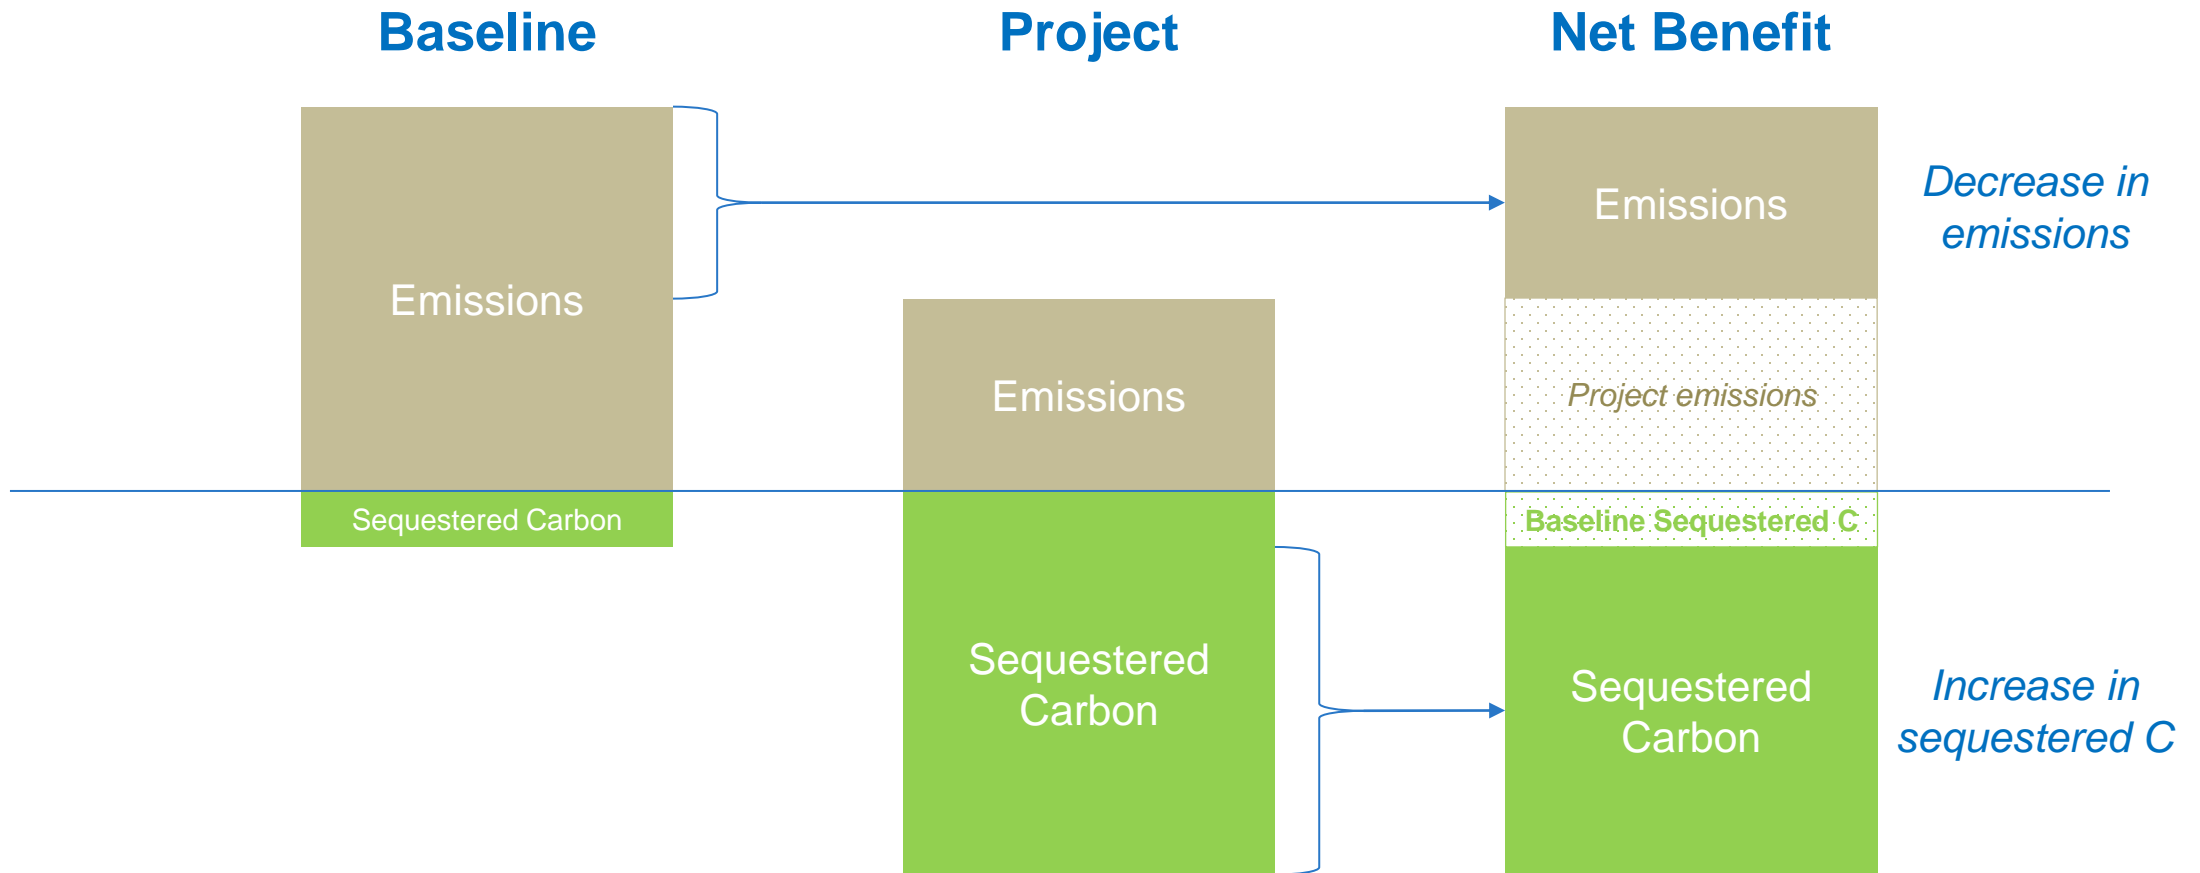 Baseline
Project
Net Benefit
Emissions
Decrease in
emissions
Emissions
Emissions
Project emissions
Sequestered Carbon
Baseline Sequestered C
Sequestered
Carbon
Sequestered
Carbon
Increase in
sequestered C